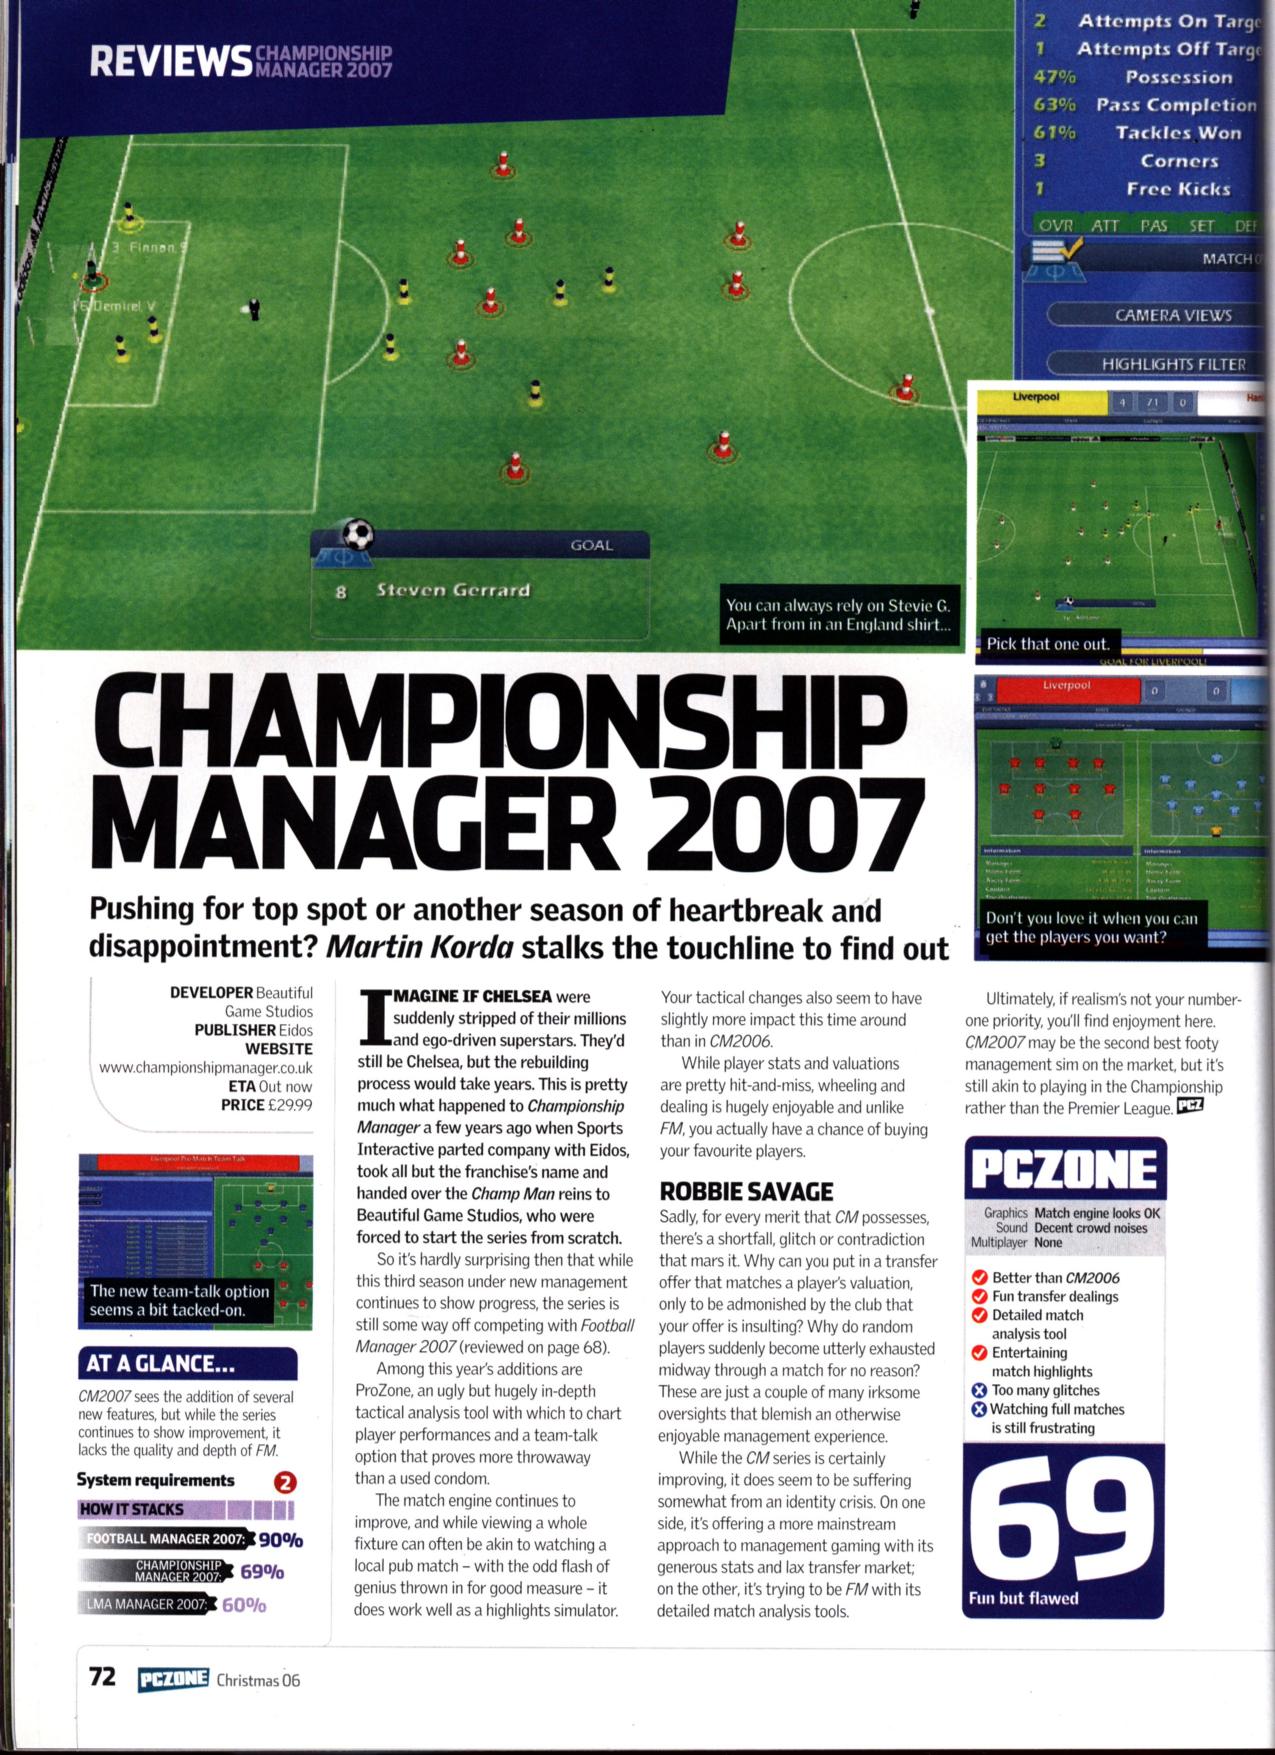 REVIEWS CHAMPIONSHIP
MANAGER 2007
2 Attempts On Targe
1 Attempts Off Targe
47% Possession
63% Pass Completion
61% Tackles Won
3 Corners
1 Free Kicks
OVR ATT PAS SET DEF
MATCH O
CAMERA VIEWS
HIGHLIGHTS FILTER
3 Finnan S
Demirel V
GOAL
8 Steven Gerrard
You can always rely on Stevie G.
Apart from in an England shirt...
Liverpool 4 71 0
Pick that one out.
GOAL FOR LIVERPOOL!
Liverpool 0 0
Information Information
Don't you love it when you can
get the players you want?
CHAMPIONSHIP
MANAGER 2007
Pushing for top spot or another season of heartbreak and
disappointment? Martin Korda stalks the touchline to find out
DEVELOPER Beautiful
Game Studios
PUBLISHER Eidos
WEBSITE
www.championshipmanager.co.uk
ETA Out now
PRICE £29.99
Liverpool Pre-Match Team Talk
The new team-talk option
seems a bit tacked-on.
AT A GLANCE...
CM2007 sees the addition of several
new features, but while the series
continues to show improvement, it
lacks the quality and depth of FM.
System requirements 2
HOW IT STACKS
FOOTBALL MANAGER 2007: 90%
CHAMPIONSHIP
MANAGER 2007: 69%
LMA MANAGER 2007: 60%
IMAGINE IF CHELSEA were
suddenly stripped of their millions
and ego-driven superstars. They'd
still be Chelsea, but the rebuilding
process would take years. This is pretty
much what happened to Championship
Manager a few years ago when Sports
Interactive parted company with Eidos,
took all but the franchise's name and
handed over the Champ Man reins to
Beautiful Game Studios, who were
forced to start the series from scratch.
So it's hardly surprising then that while
this third season under new management
continues to show progress, the series is
still some way off competing with Football
Manager 2007 (reviewed on page 68).
Among this year's additions are
ProZone, an ugly but hugely in-depth
tactical analysis tool with which to chart
player performances and a team-talk
option that proves more throwaway
than a used condom.
The match engine continues to
improve, and while viewing a whole
fixture can often be akin to watching a
local pub match – with the odd flash of
genius thrown in for good measure – it
does work well as a highlights simulator.
Your tactical changes also seem to have
slightly more impact this time around
than in CM2006.
While player stats and valuations
are pretty hit-and-miss, wheeling and
dealing is hugely enjoyable and unlike
FM, you actually have a chance of buying
your favourite players.
ROBBIE SAVAGE
Sadly, for every merit that CM possesses,
there's a shortfall, glitch or contradiction
that mars it. Why can you put in a transfer
offer that matches a player's valuation,
only to be admonished by the club that
your offer is insulting? Why do random
players suddenly become utterly exhausted
midway through a match for no reason?
These are just a couple of many irksome
oversights that blemish an otherwise
enjoyable management experience.
While the CM series is certainly
improving, it does seem to be suffering
somewhat from an identity crisis. On one
side, it's offering a more mainstream
approach to management gaming with its
generous stats and lax transfer market;
on the other, it's trying to be FM with its
detailed match analysis tools.
Ultimately, if realism's not your number-
one priority, you'll find enjoyment here.
CM2007 may be the second best footy
management sim on the market, but it's
still akin to playing in the Championship
rather than the Premier League. PCZ
PCZONE
Graphics Match engine looks OK
Sound Decent crowd noises
Multiplayer None
Better than CM2006
Fun transfer dealings
Detailed match
analysis tool
Entertaining
match highlights
Too many glitches
Watching full matches
is still frustrating
69
Fun but flawed
72 PCZONE Christmas 06